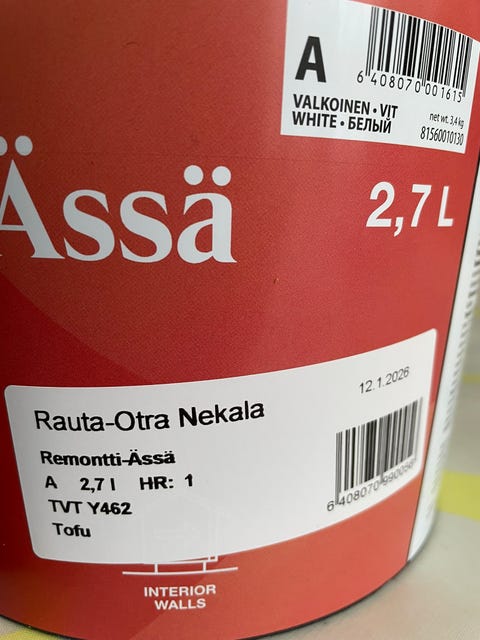 A
6 408070 001615
VALKOINEN • VIT
WHITE • БЕЛЫЙ
net wt. 3,4 kg
81560010130
Ässä
2,7 L
12.1.2026
Rauta-Otra Nekala
Remontti-Ässä
A 2,7 l HR: 1
TVT Y462
Tofu
INTERIOR
WALLS